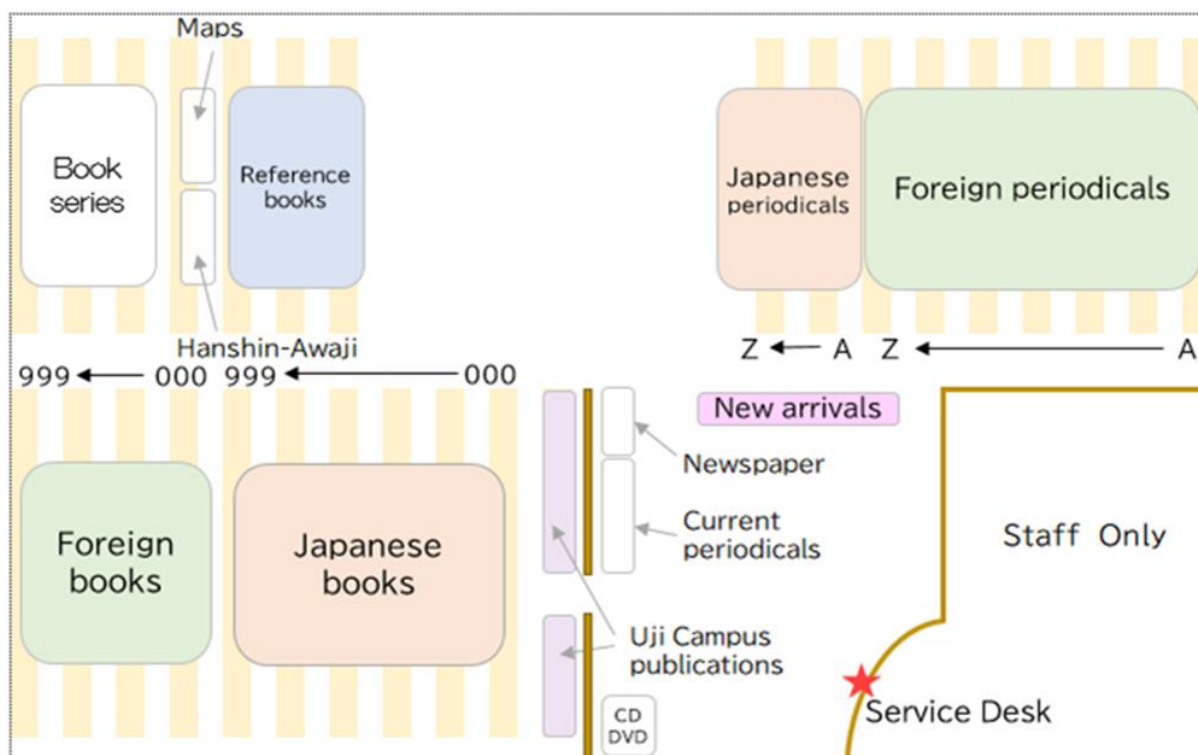 Maps
Book
series
Reference
books
Japanese
periodicals
Foreign periodicals
Hanshin-Awaji
Z A Z A
999 000 999 000
New arrivals
Newspaper
Current
periodicals
Foreign
books
Japanese
books
Staff Only
Uji Campus
publications
Service Desk
CD
DVD